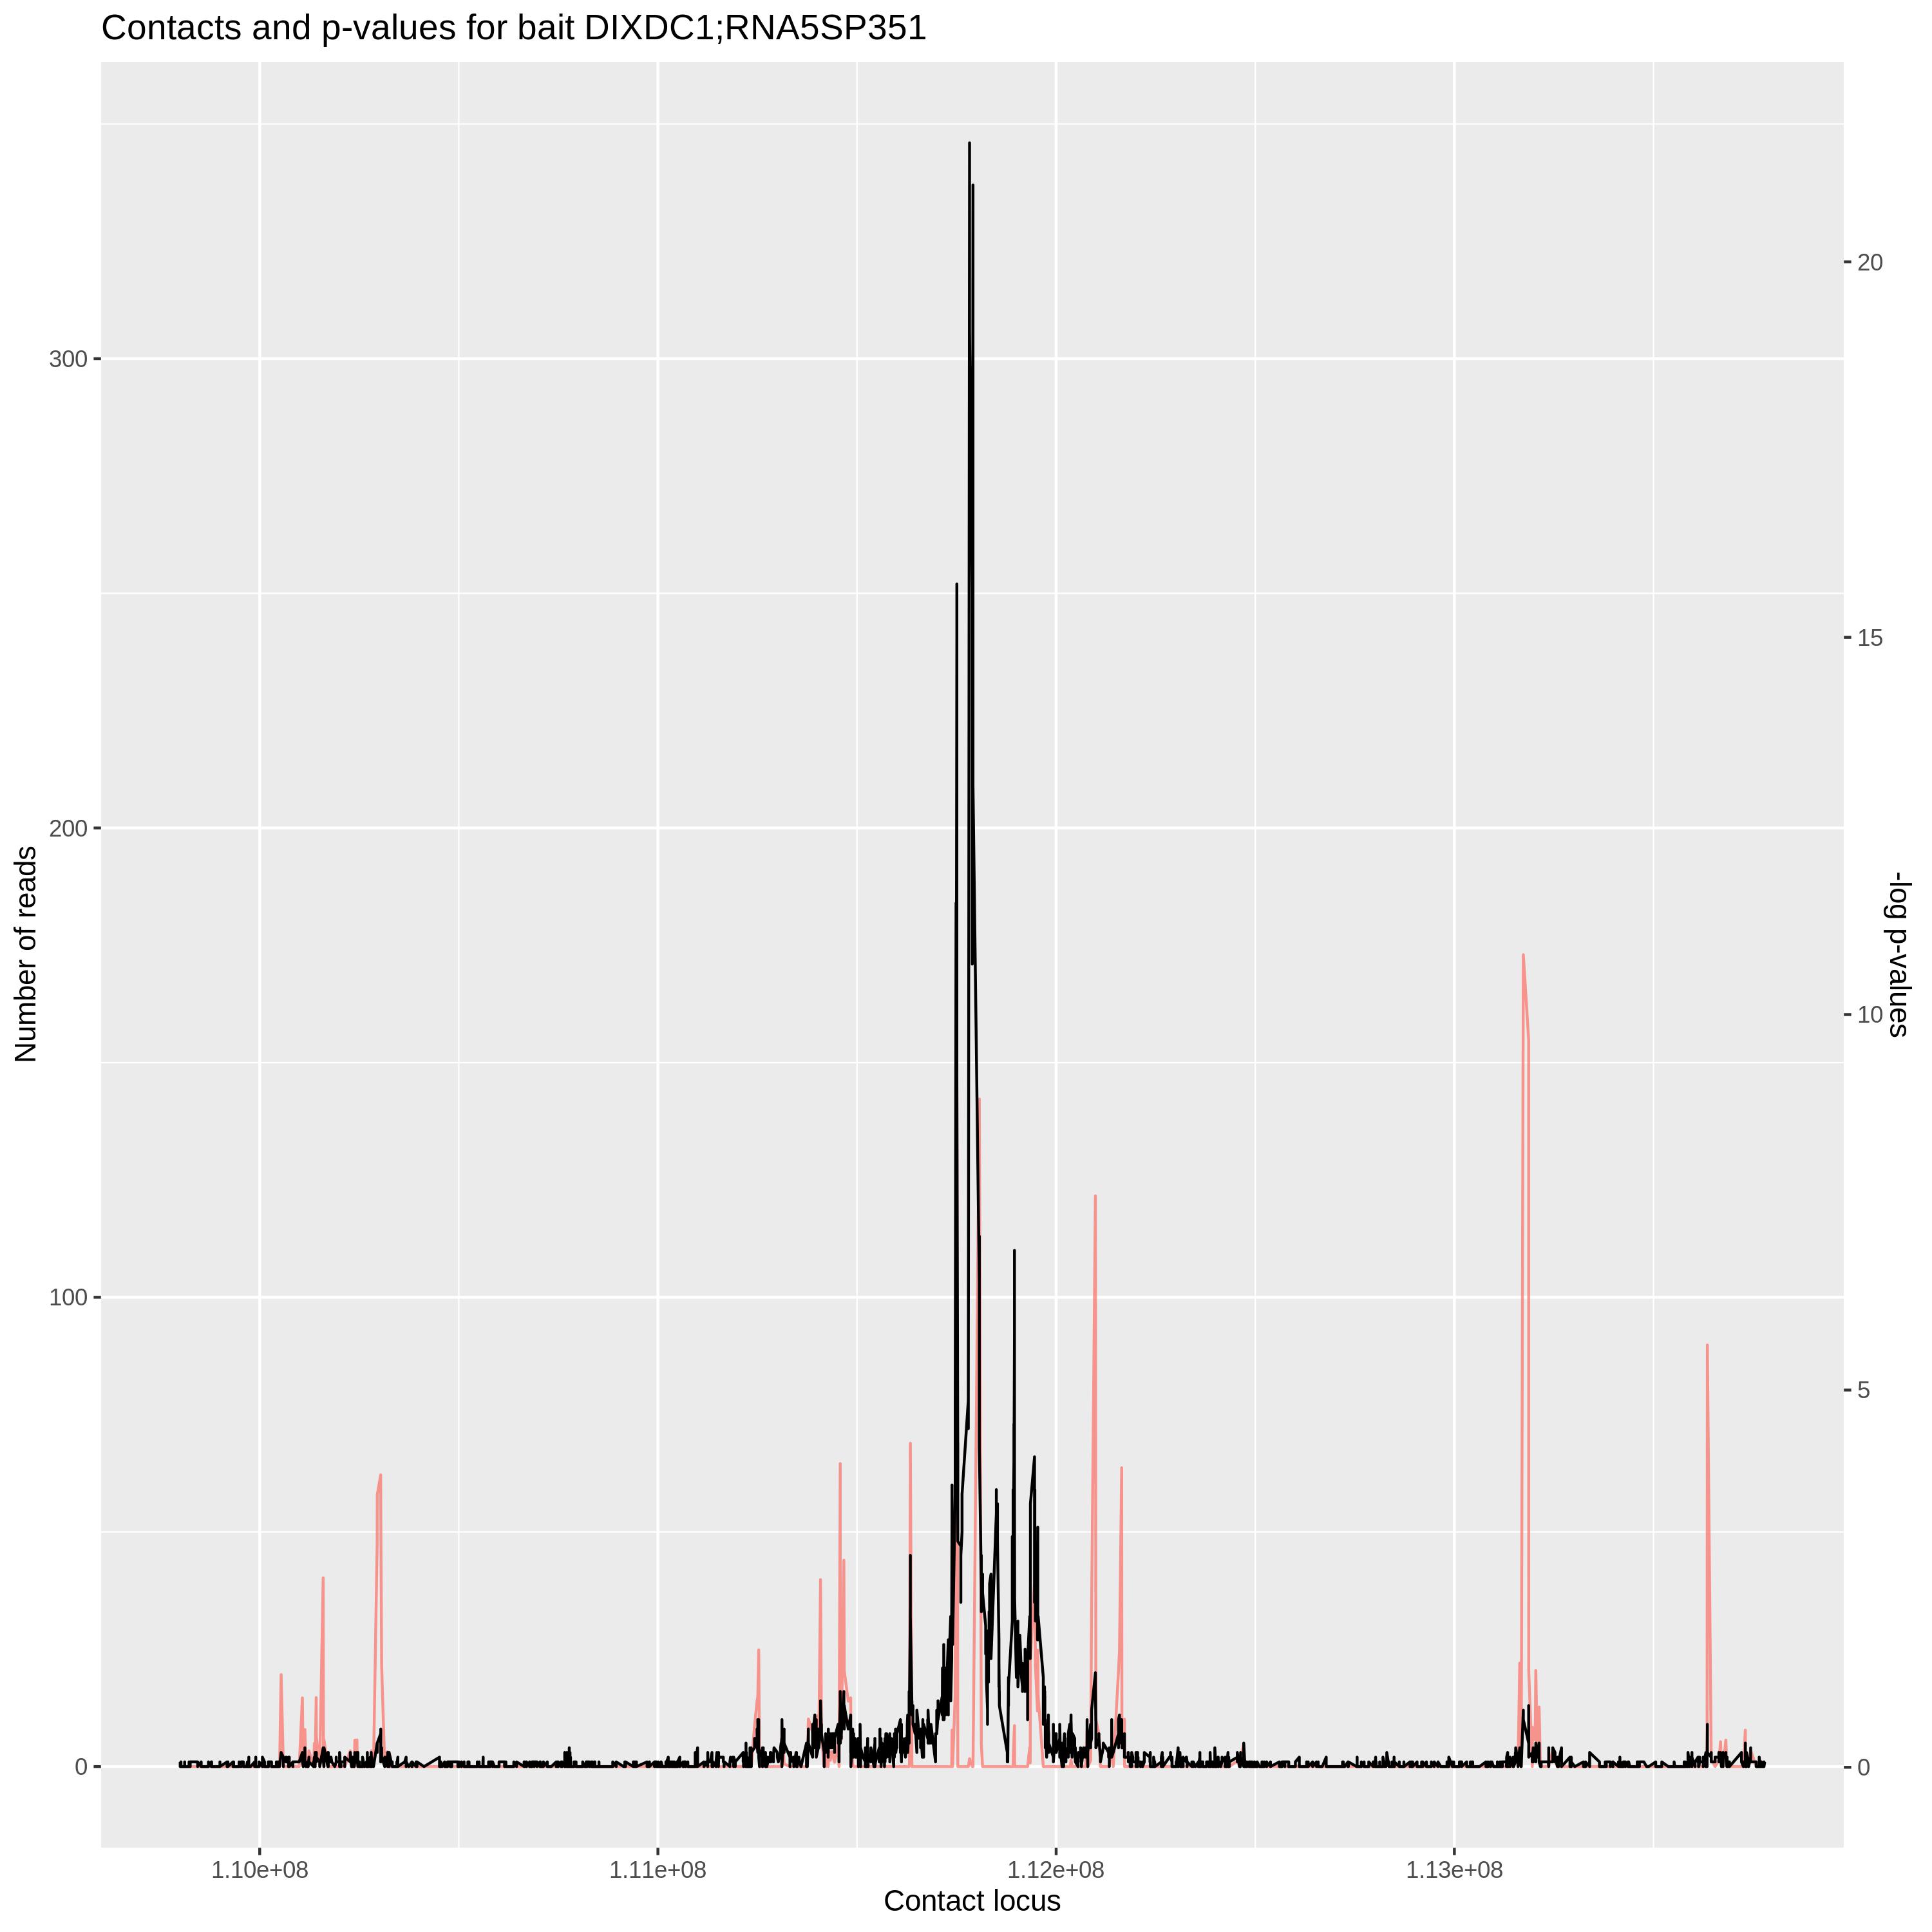 Contacts and p-values for bait DIXDC1;RNA5SP351
300
200
100
0
Number of reads
20
15
10
5
0
-log p-values
1.10e+08
1.11e+08
1.12e+08
1.13e+08
Contact locus